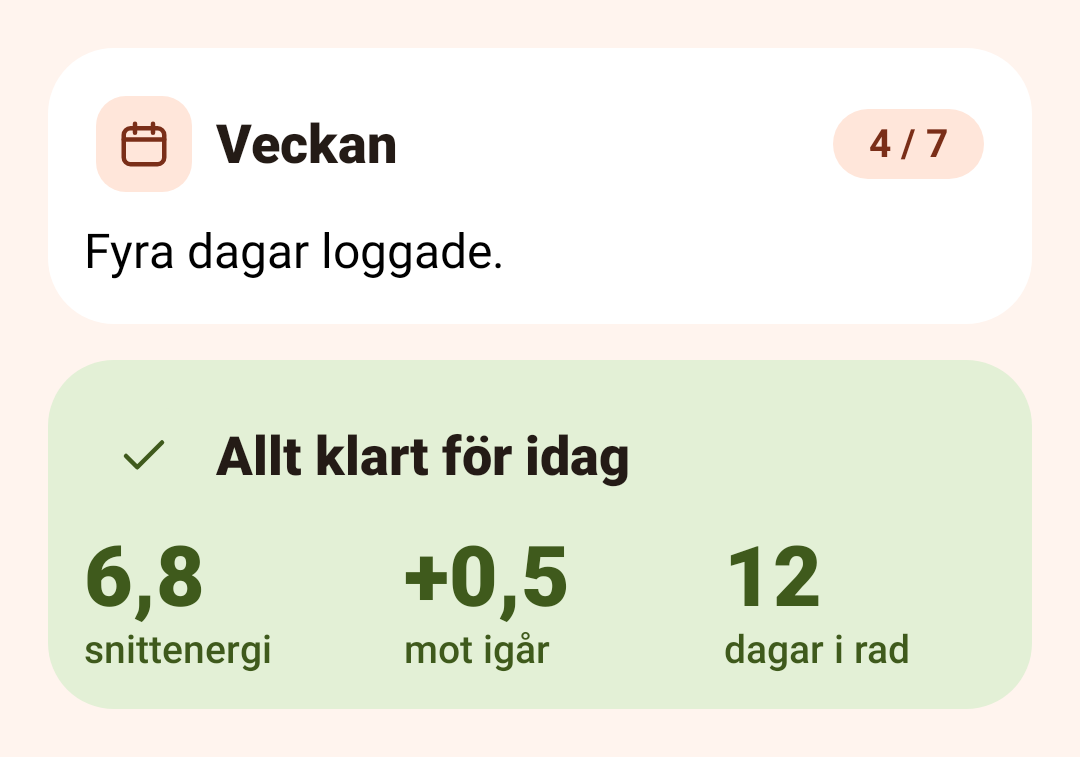 Veckan
4 / 7
Fyra dagar loggade.
Allt klart för idag
6,8
snittenergi
+0,5
mot igår
12
dagar i rad